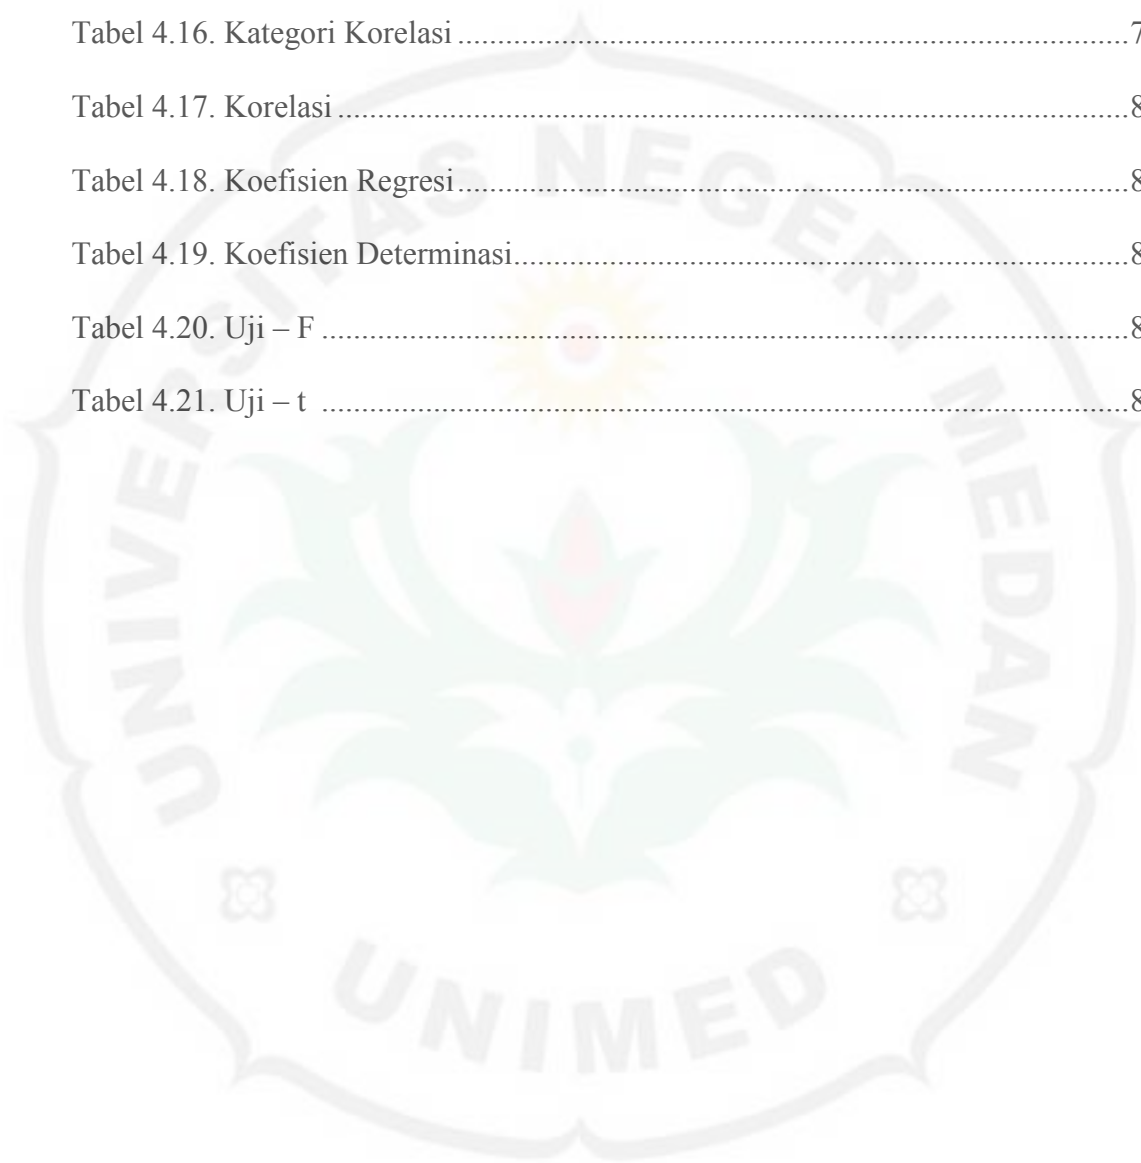 Tabel 4.16. Kategori Korelasi ........................................................................................................ 7
Tabel 4.17. Korelasi ........................................................................................................ 8
Tabel 4.18. Koefisien Regresi ........................................................................................................ 8
Tabel 4.19. Koefisien Determinasi ........................................................................................................ 8
Tabel 4.20. Uji – F ........................................................................................................ 8
Tabel 4.21. Uji – t ........................................................................................................ 8
UNIVERSITAS NEGERI MEDAN
UNIMED